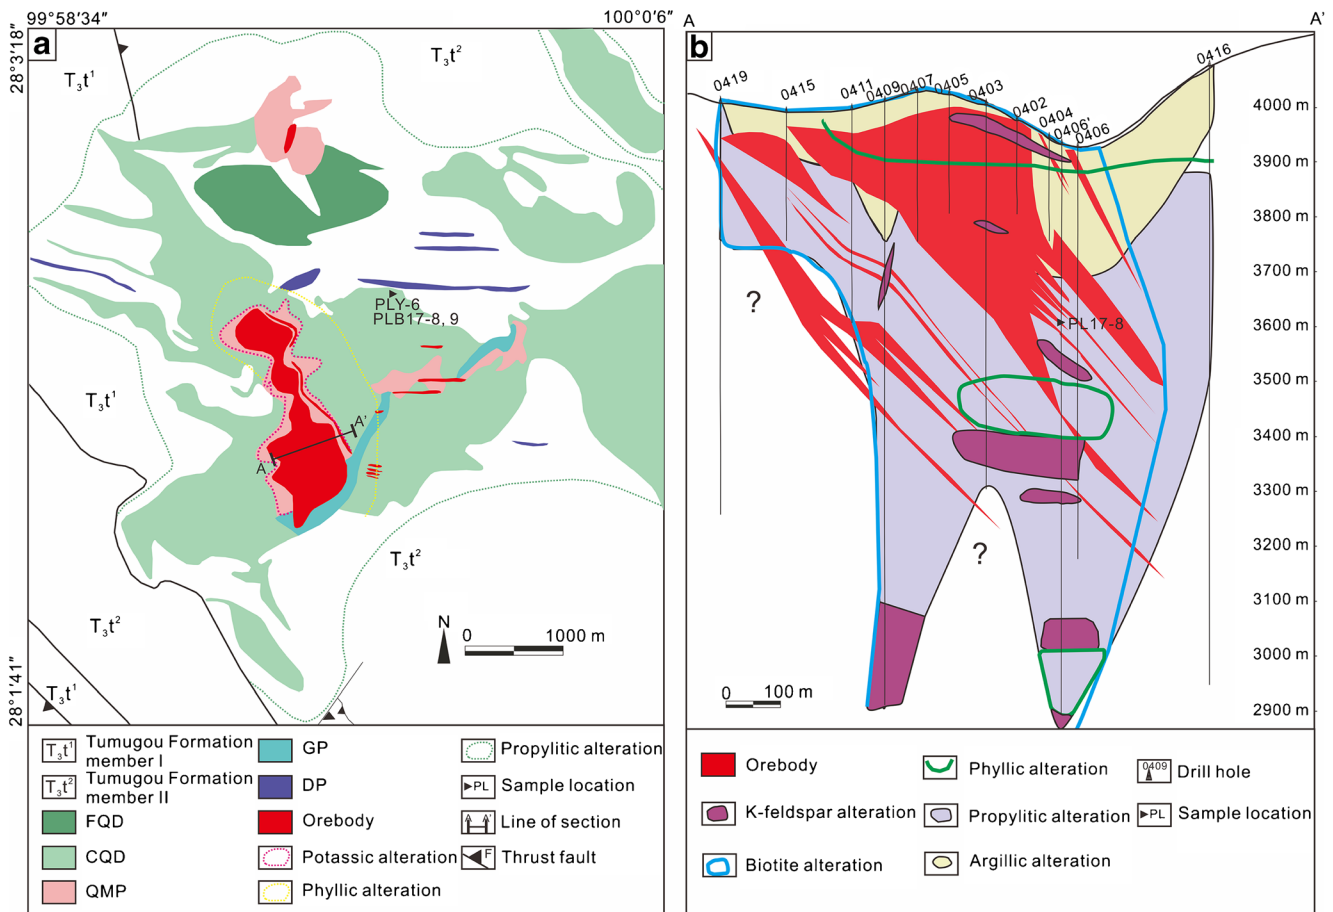 99°58′34″
100°0′6″
28°3′18″
28°1′41″
a
T₃t¹
T₃t²
T₃t¹
T₃t²
T₃t²
T₃t¹
PLY-6
PLB17-8, 9
A
A'
N
0 1000 m
T₃t¹ Tumugou Formation
member I
T₃t² Tumugou Formation
member II
FQD
CQD
QMP
GP
DP
Orebody
Potassic alteration
Phyllic alteration
Propylitic alteration
PL Sample location
A A' Line of section
F Thrust fault
A
A'
b
0419
0415
0411
0409
0407
0405
0403
0402
0404
0406'
0406
0416
4000 m
3900 m
3800 m
3700 m
3600 m
3500 m
3400 m
3300 m
3200 m
3100 m
3000 m
2900 m
?
?
PL17-8
0 100 m
Orebody
K-feldspar alteration
Biotite alteration
Phyllic alteration
Propylitic alteration
Argillic alteration
0409 Drill hole
PL Sample location